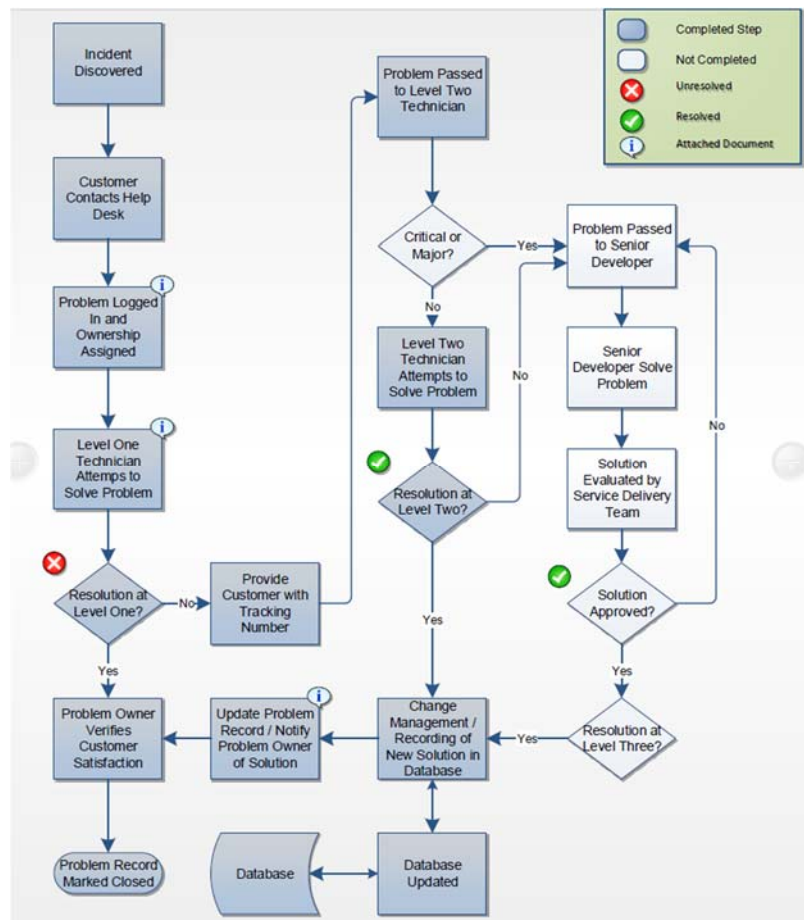 Incident
Discovered
Customer
Contacts Help
Desk
Problem Logged
In and
Ownership
Assigned
Level One
Technician
Attemps to
Solve Problem
Resolution at
Level One?
No
Yes
Provide
Customer with
Tracking
Number
Problem Owner
Verifies
Customer
Satisfaction
Problem Record
Marked Closed
Update Problem
Record / Notify
Problem Owner
of Solution
Database
Problem Passed
to Level Two
Technician
Critical or
Major?
Yes
No
Level Two
Technician
Attempts to
Solve Problem
Resolution at
Level Two?
No
Yes
Change
Management /
Recording of
New Solution in
Database
Database
Updated
Problem Passed
to Senior
Developer
Senior
Developer Solve
Problem
Solution
Evaluated by
Service Delivery
Team
Solution
Approved?
No
Yes
Resolution at
Level Three?
Yes
Completed Step
Not Completed
Unresolved
Resolved
Attached Document